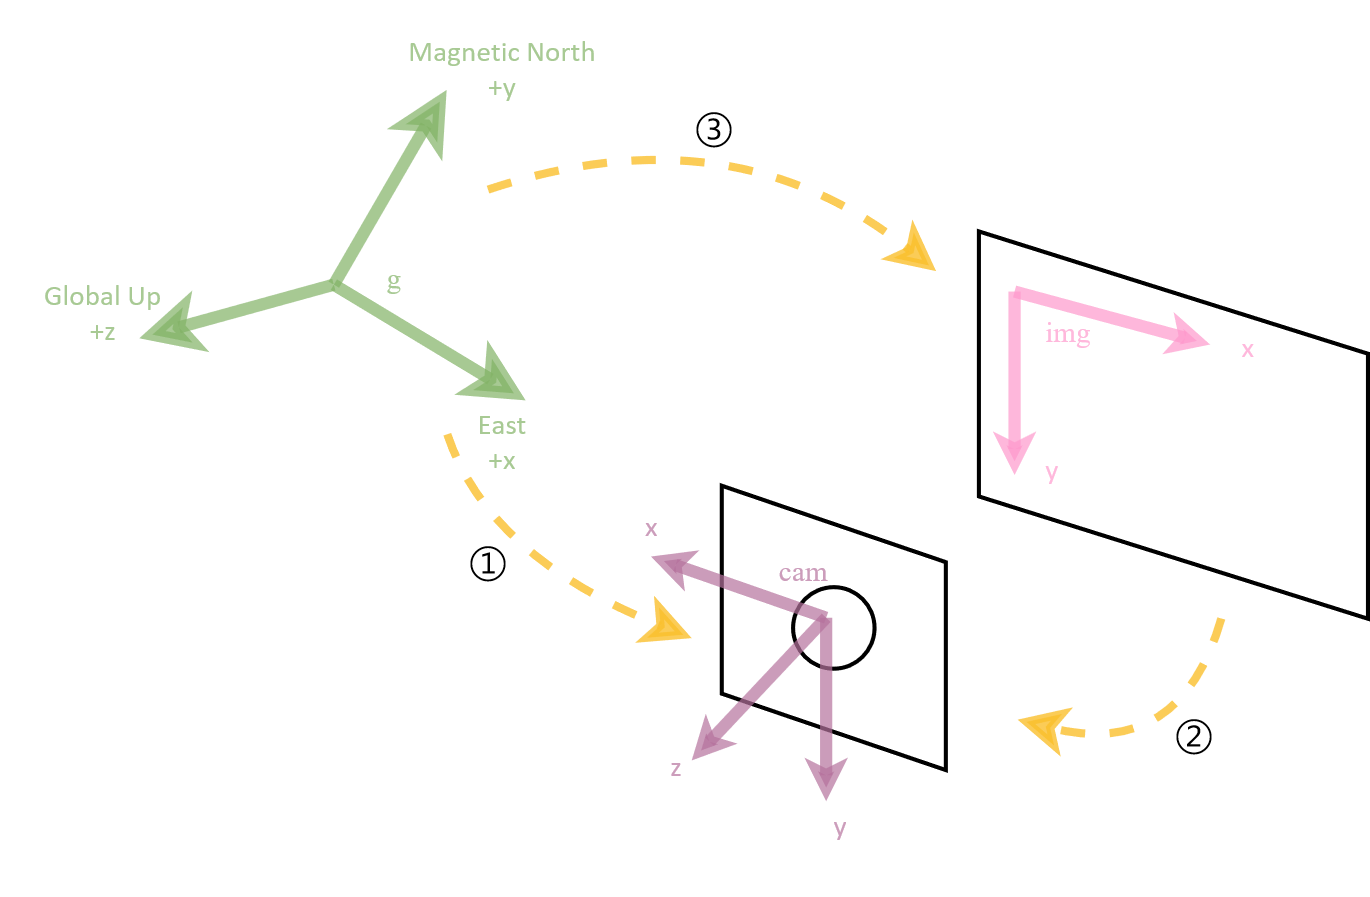 Magnetic North
+y
③
g
Global Up
+z
img
x
East
+x
y
x
①
cam
②
z
y